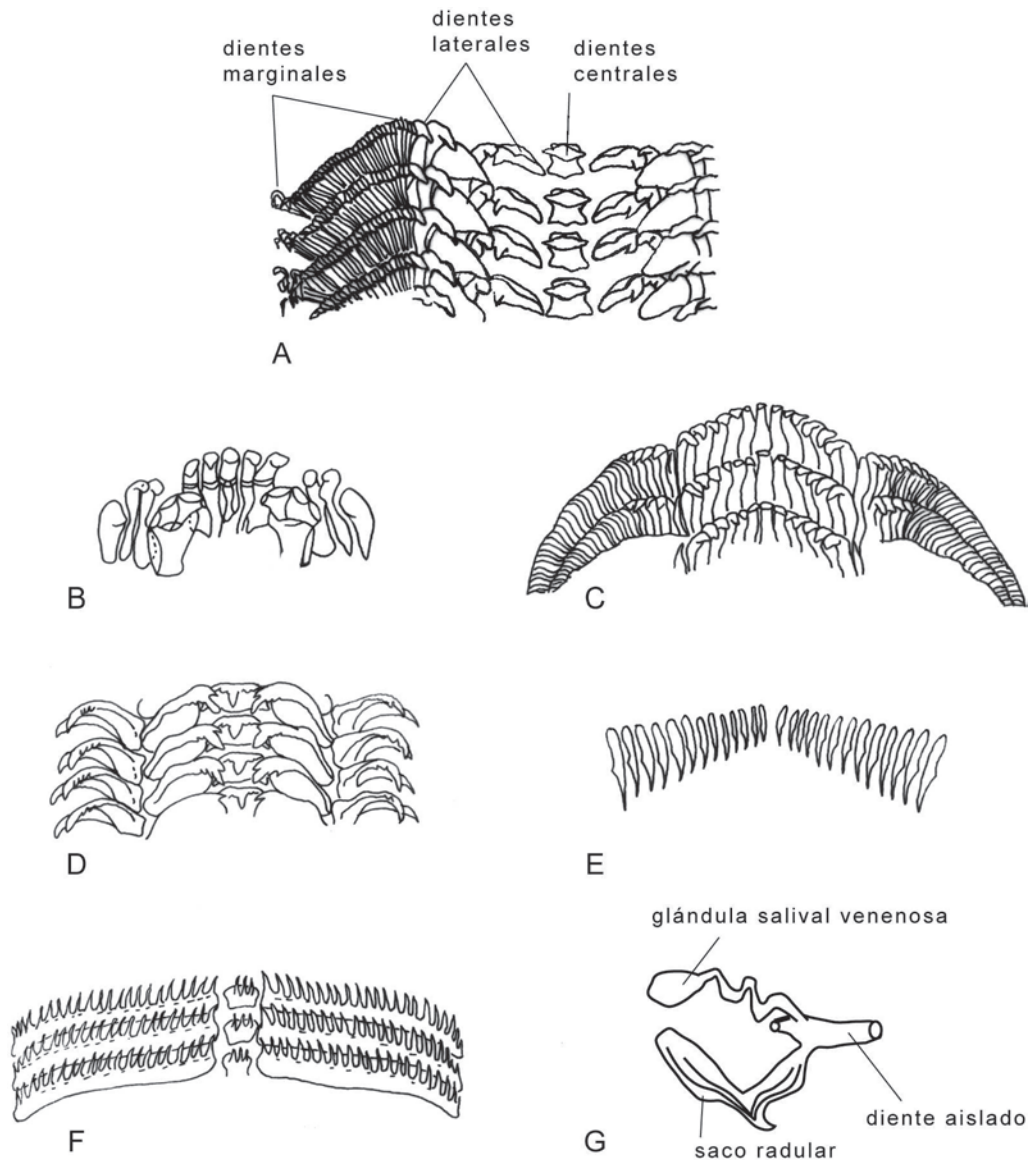 dientes
laterales
dientes
marginales
dientes
centrales
A
B
C
D
E
glándula salival venenosa
F
G
diente aislado
saco radular